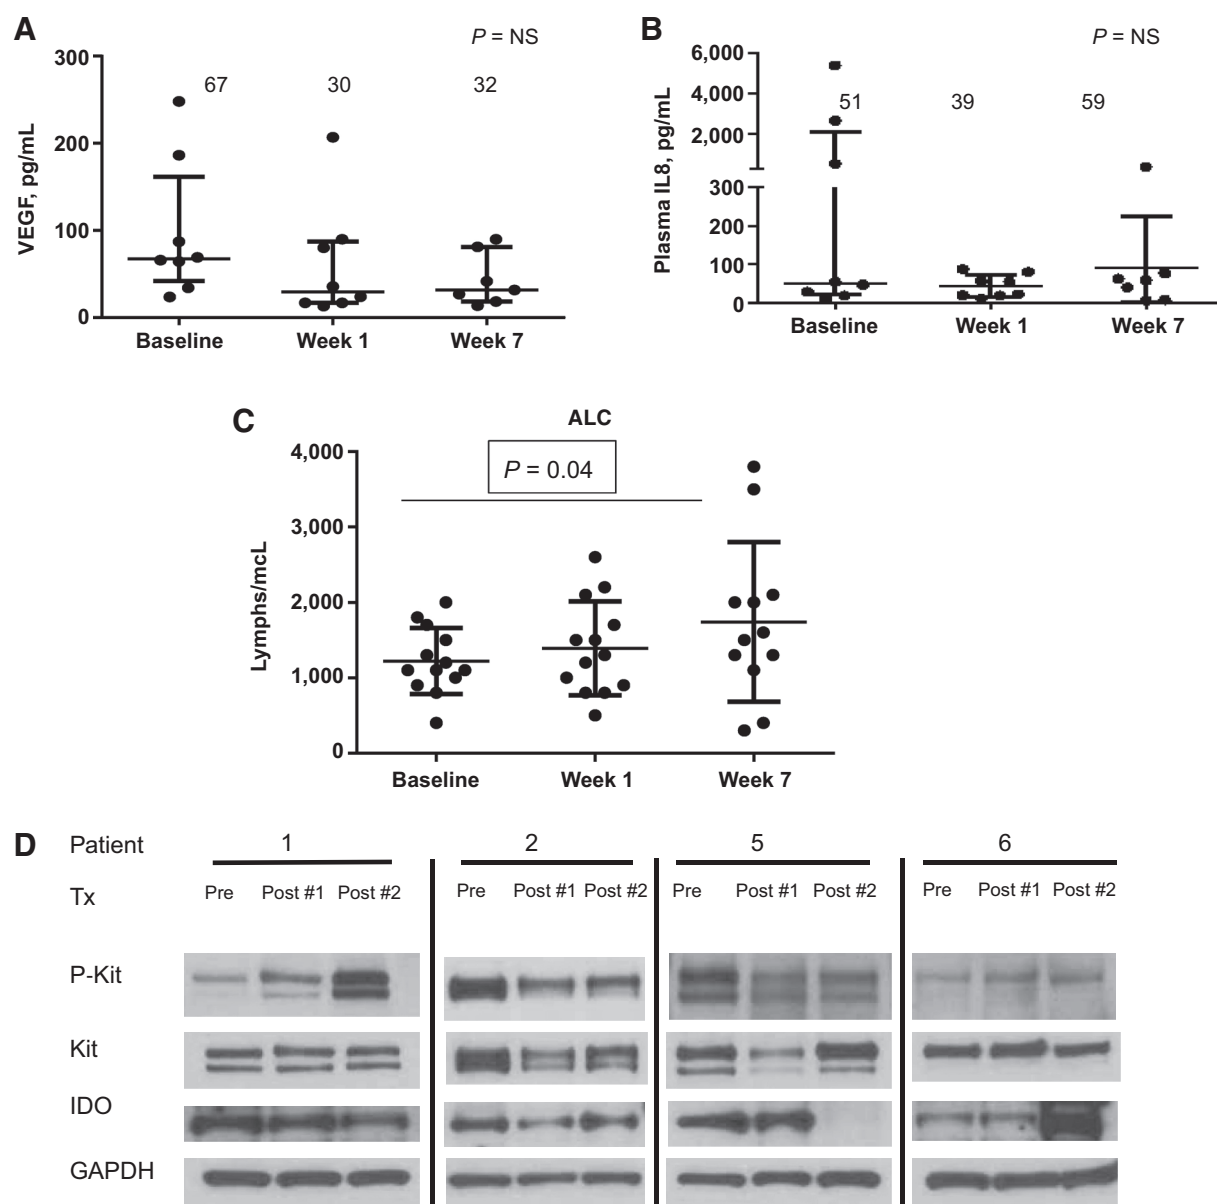 A
P = NS
300
67
30
32
200
100
0
VEGF, pg/mL
Baseline
Week 1
Week 7
B
P = NS
6,000
4,000
2,000
51
39
59
300
200
100
0
Plasma IL8, pg/mL
Baseline
Week 1
Week 7
C
ALC
P = 0.04
4,000
3,000
2,000
1,000
0
Lymphs/mcL
Baseline
Week 1
Week 7
D
Patient
1
2
5
6
Tx
Pre
Post #1
Post #2
Pre
Post #1
Post #2
Pre
Post #1
Post #2
Pre
Post #1
Post #2
P-Kit
Kit
IDO
GAPDH